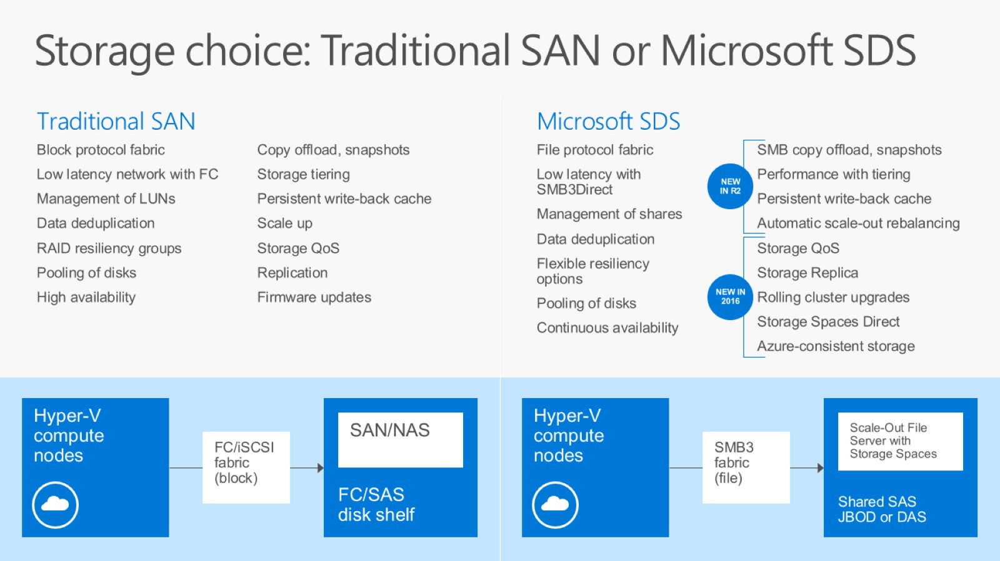 Storage choice: Traditional SAN or Microsoft SDS
Traditional SAN
Block protocol fabric
Low latency network with FC
Management of LUNs
Data deduplication
RAID resiliency groups
Pooling of disks
High availability
Copy offload, snapshots
Storage tiering
Persistent write-back cache
Scale up
Storage QoS
Replication
Firmware updates
Microsoft SDS
File protocol fabric
Low latency with
SMB3Direct
Management of shares
Data deduplication
Flexible resiliency
options
Pooling of disks
Continuous availability
NEW
IN R2
SMB copy offload, snapshots
Performance with tiering
Persistent write-back cache
Automatic scale-out rebalancing
NEW IN
2016
Storage QoS
Storage Replica
Rolling cluster upgrades
Storage Spaces Direct
Azure-consistent storage
Hyper-V
compute
nodes
FC/iSCSI
fabric
(block)
SAN/NAS
FC/SAS
disk shelf
Hyper-V
compute
nodes
SMB3
fabric
(file)
Scale-Out File
Server with
Storage Spaces
Shared SAS
JBOD or DAS